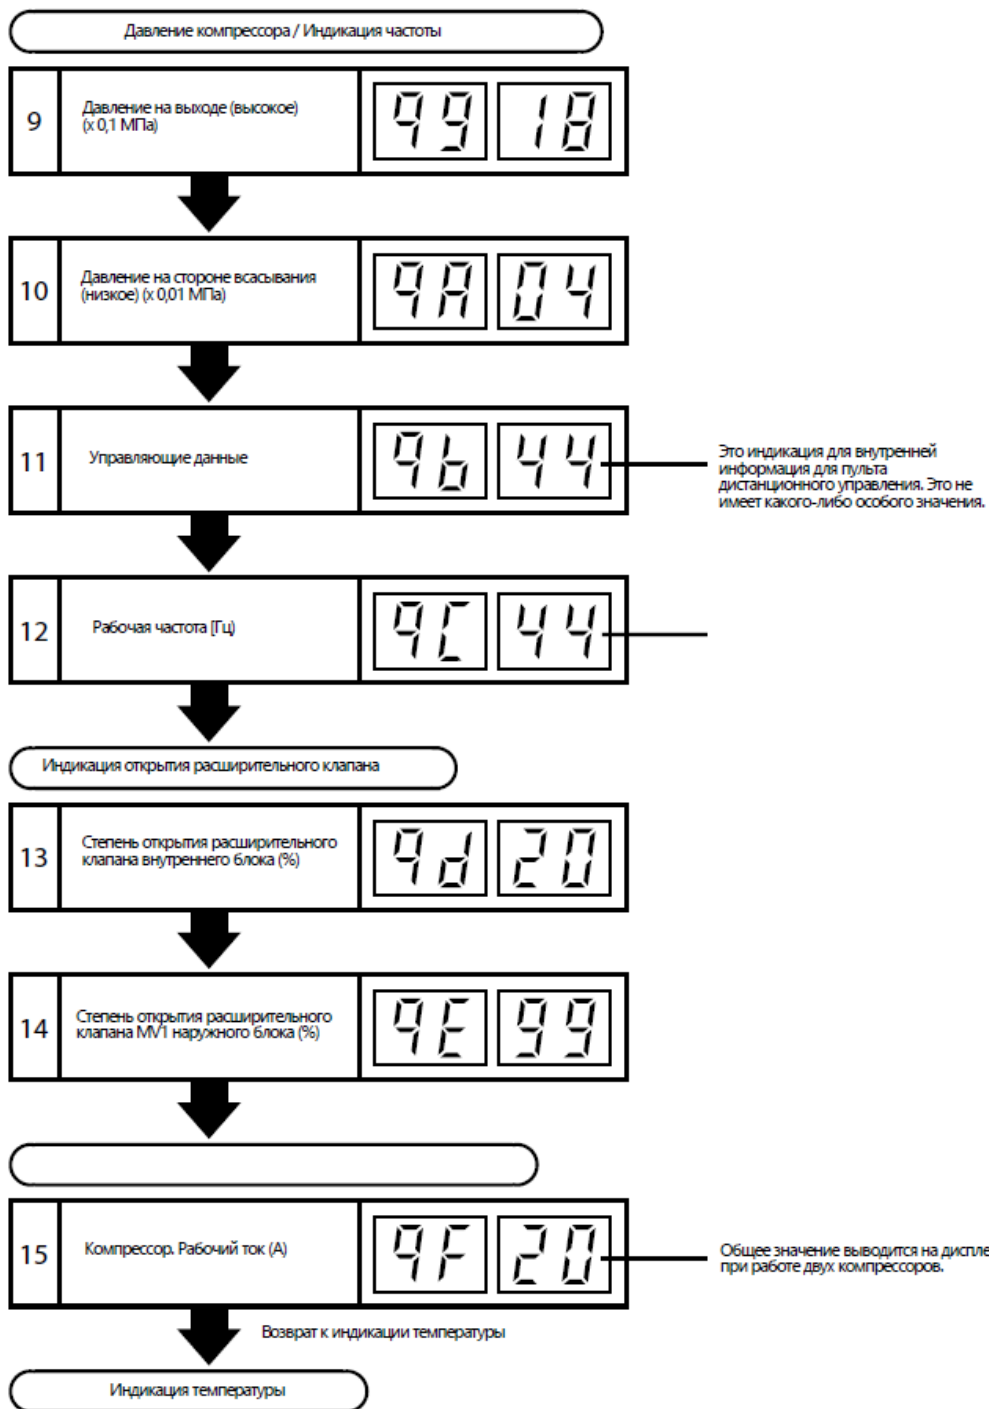 Давление компрессора / Индикация частоты
9
Давление на выходе (высокое)
(х 0,1 МПа)
99 18
10
Давление на стороне всасывания
(низкое) (х 0,01 МПа)
9A 04
11
Управляющие данные
9b 44
Это индикация для внутренней
информация для пульта
дистанционного управления. Это не
имеет какого-либо особого значения.
12
Рабочая частота [Гц)
9C 44
Индикация открытия расширительного клапана
13
Степень открытия расширительного
клапана внутреннего блока (%)
9d 20
14
Степень открытия расширительного
клапана MV1 наружного блока (%)
9E 99
15
Компрессор. Рабочий ток (А)
9F 20
Общее значение выводится на диспле
при работе двух компрессоров.
Возврат к индикации температуры
Индикация температуры